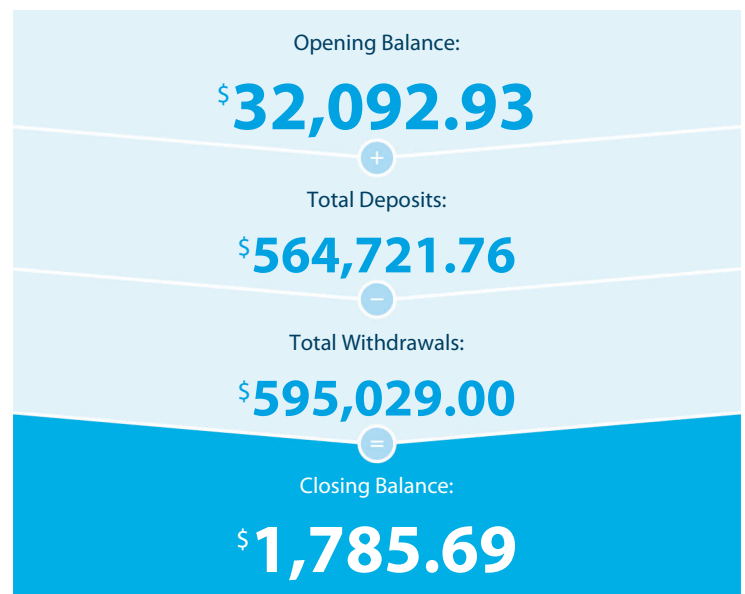 Opening Balance:
$32,092.93
+
Total Deposits:
$564,721.76
−
Total Withdrawals:
$595,029.00
=
Closing Balance:
$1,785.69